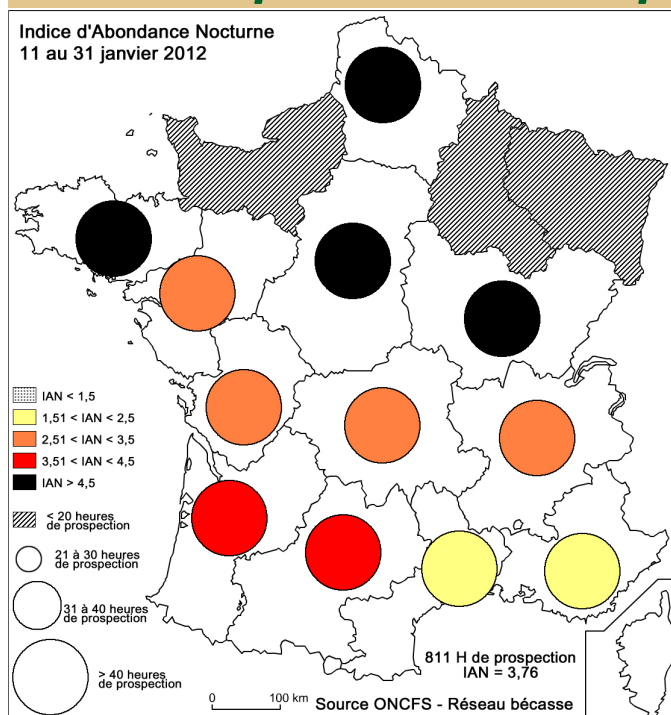 Indice d'Abondance Nocturne
11 au 31 janvier 2012
IAN < 1,5
1,51 < IAN < 2,5
2,51 < IAN < 3,5
3,51 < IAN < 4,5
IAN > 4,5
< 20 heures
de prospection
21 à 30 heures
de prospection
31 à 40 heures
de prospection
> 40 heures
de prospection
811 H de prospection
IAN = 3,76
0 100 km
Source ONCFS - Réseau bécasse